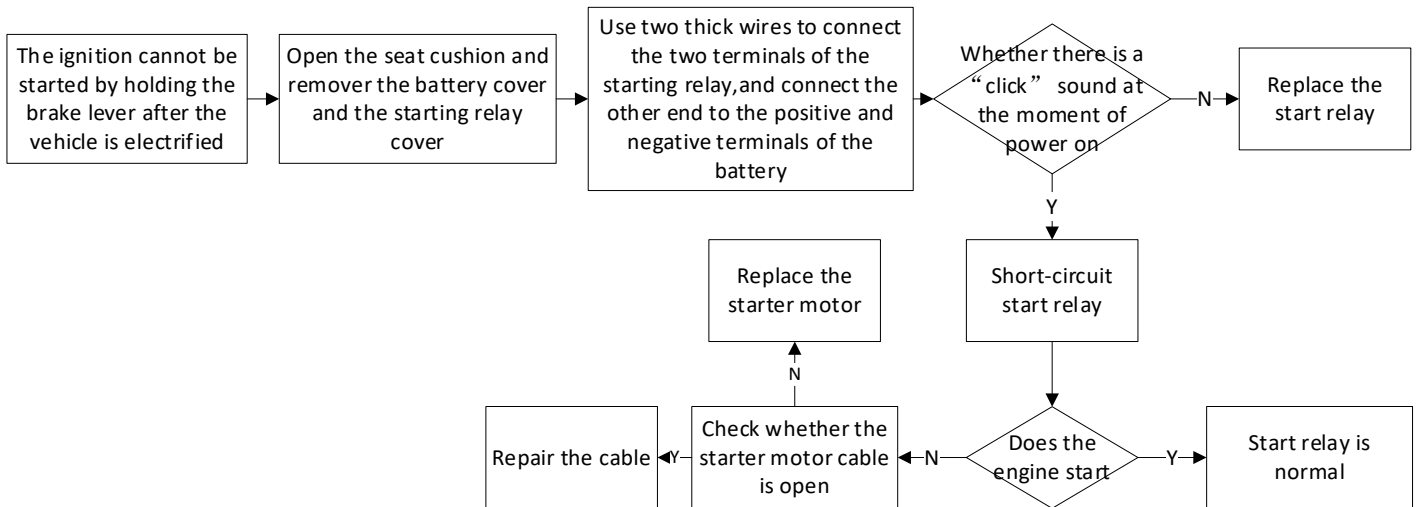 The ignition cannot be
started by holding the
brake lever after the
vehicle is electrified
Open the seat cushion and
remover the battery cover
and the starting relay
cover
Use two thick wires to connect
the two terminals of the
starting relay,and connect the
other end to the positive and
negative terminals of the
battery
Whether there is a
“click” sound at
the moment of
power on
N
Replace the
start relay
Y
Short-circuit
start relay
Does the
engine start
Y
Start relay is
normal
N
Check whether the
starter motor cable
is open
N
Replace the
starter motor
Y
Repair the cable